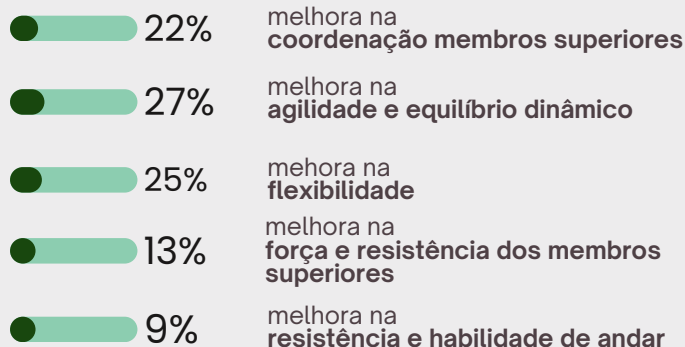 22%
melhora na
coordenação membros superiores
27%
melhora na
agilidade e equilíbrio dinâmico
25%
mehora na
flexibilidade
13%
melhora na
força e resistência dos membros
superiores
9%
melhora na
resistência e habilidade de andar